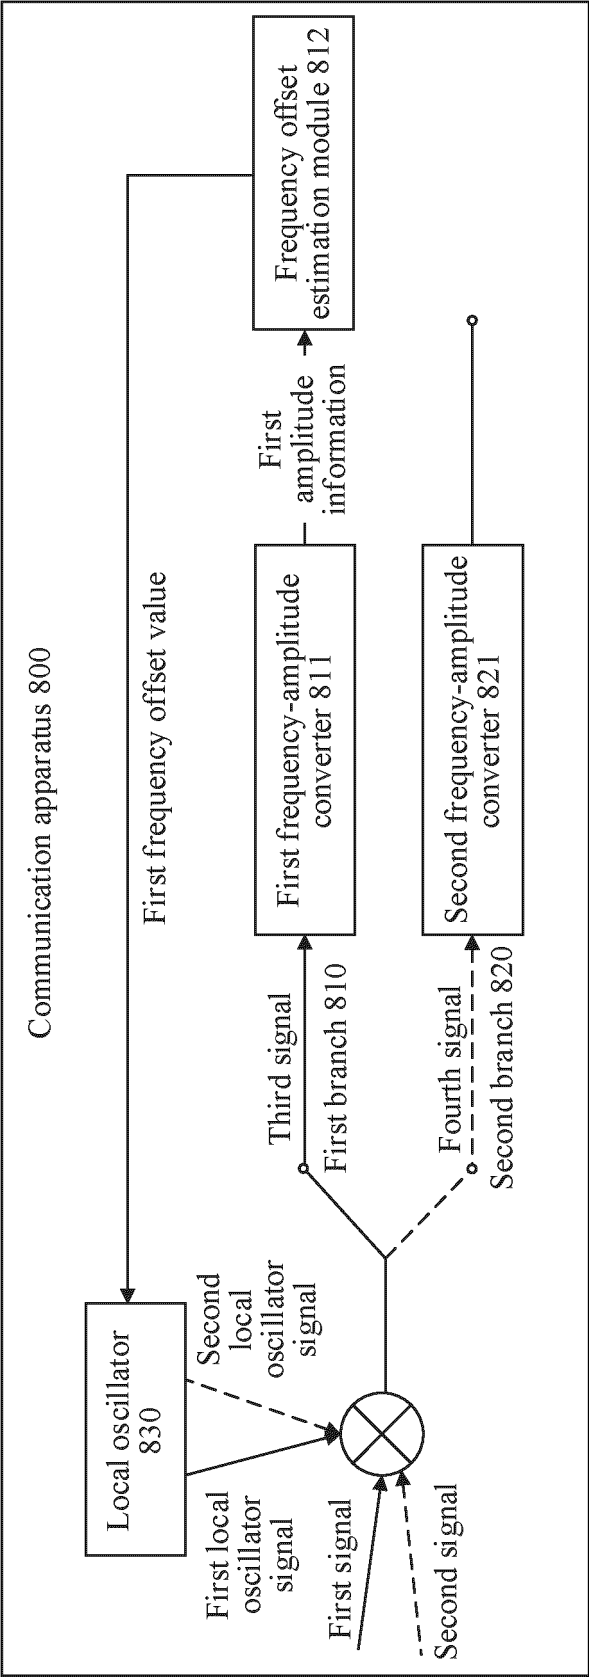 Communication apparatus 800
Local oscillator
830
First frequency offset value
First local
oscillator
signal
Second
local
oscillator
signal
First signal
Second signal
Third signal
First branch 810
First frequency-amplitude
converter 811
First
amplitude
information
Frequency offset
estimation module 812
Fourth signal
Second branch 820
Second frequency-amplitude
converter 821